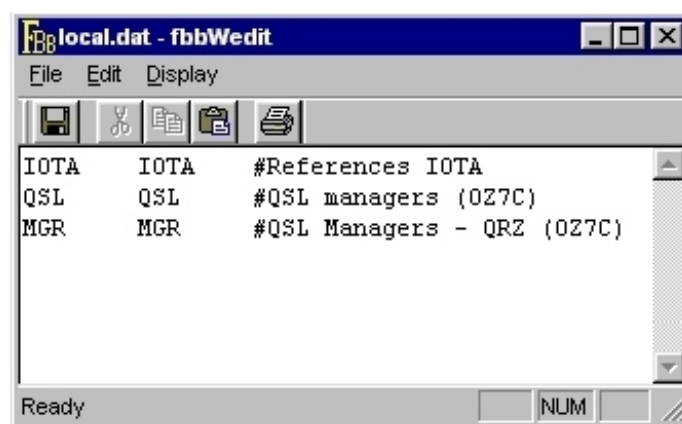 FBB local.dat - fbbWedit
File Edit Display
IOTA IOTA #References IOTA
QSL QSL #QSL managers (OZ7C)
MGR MGR #QSL Managers - QRZ (OZ7C)
Ready NUM